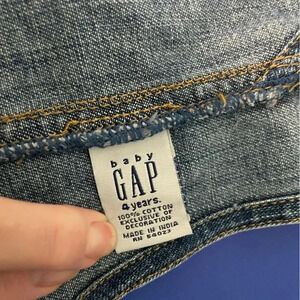 baby
GAP
4 years.
100% COTTON
EXCLUSIVE OF
DECORATION
MADE IN INDIA
RN 54023